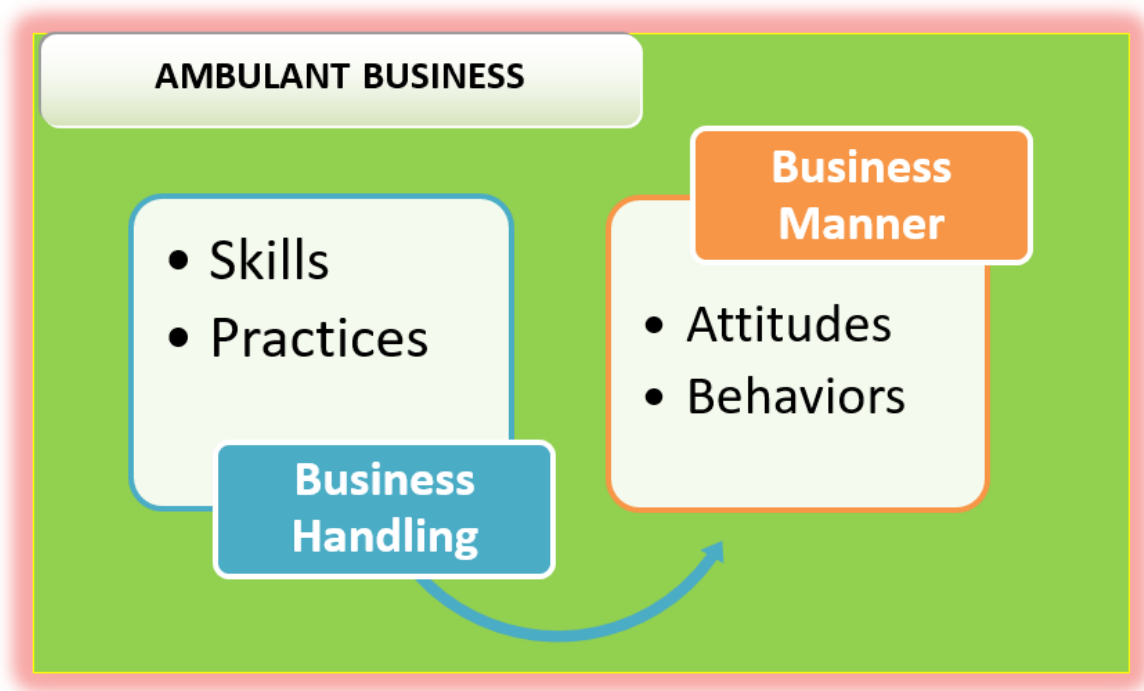 AMBULANT BUSINESS
• Skills
• Practices
Business
Handling
Business
Manner
• Attitudes
• Behaviors